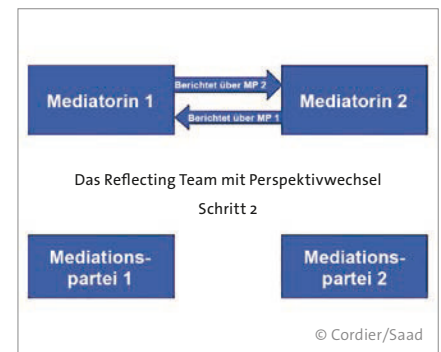 Mediatorin 1
Berichtet über MP 2
Berichtet über MP 1
Mediatorin 2
Das Reflecting Team mit Perspektivwechsel
Schritt 2
Mediations-
partei 1
Mediations-
partei 2
© Cordier/Saad